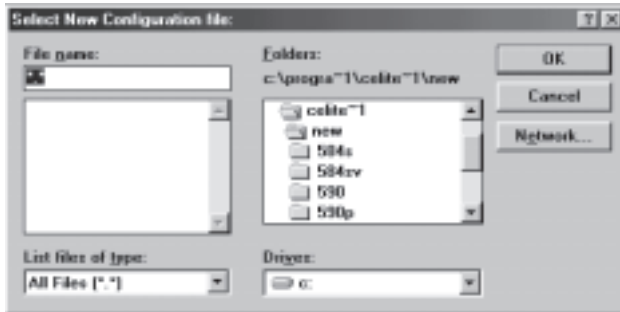 Select New Configuration file:
File name:
*.*
Folders:
c:\progra~1\celite~1\new
OK
Cancel
Network...
celite~1
new
584s
584sv
590
590p
List files of type:
All Files (*.*)
Drives:
c: